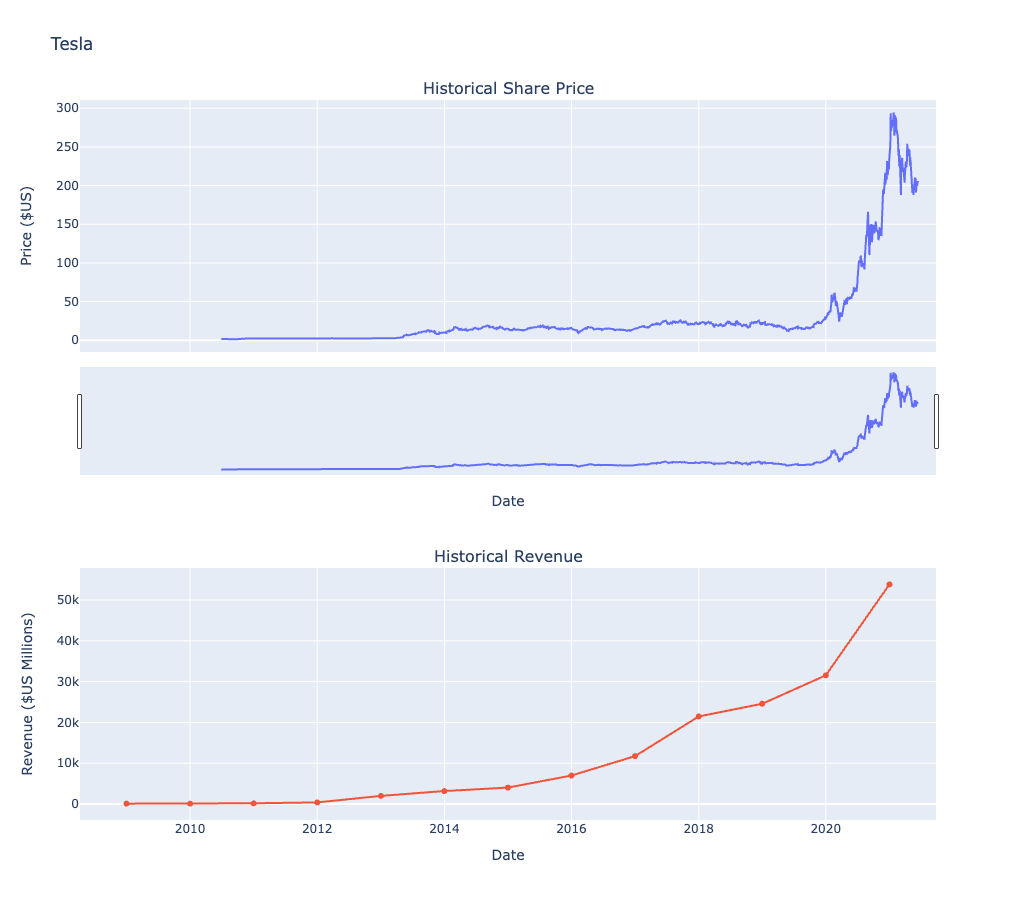 Tesla
Historical Share Price
300
250
200
150
100
50
0
Price ($US)
Date
Historical Revenue
50k
40k
30k
20k
10k
0
Revenue ($US Millions)
2010 2012 2014 2016 2018 2020
Date